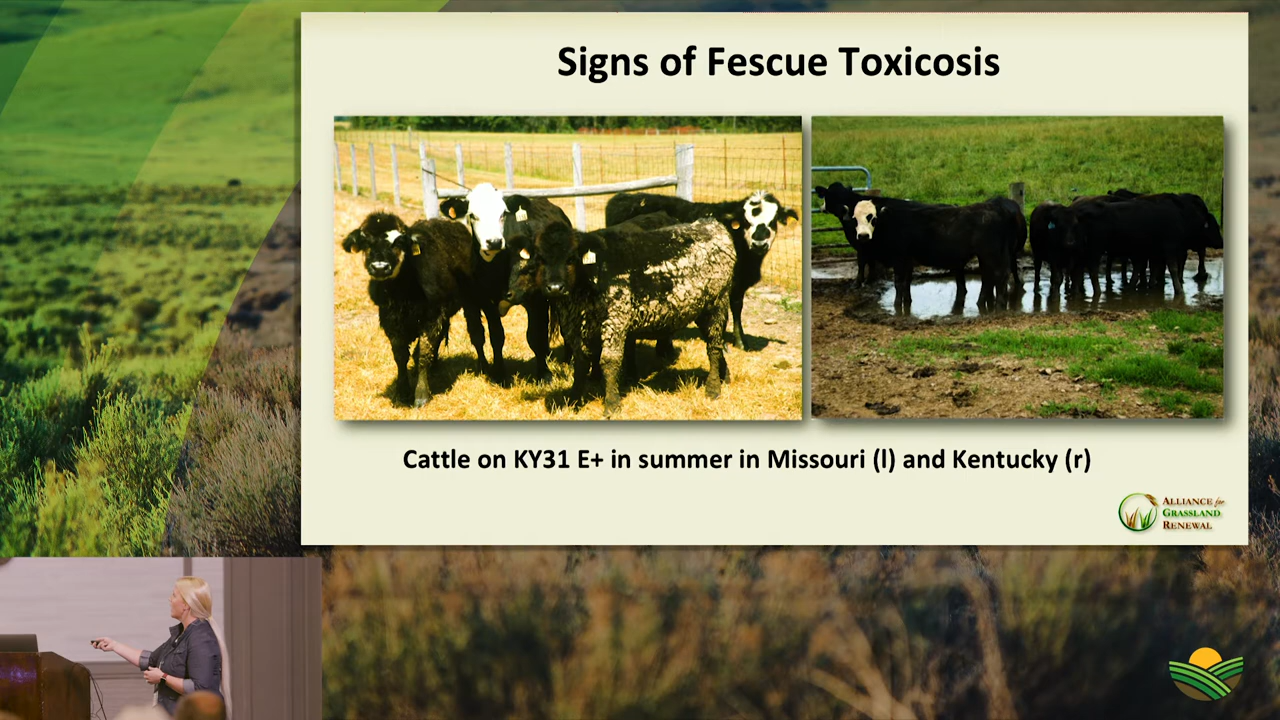 Signs of Fescue Toxicosis
Cattle on KY31 E+ in summer in Missouri (l) and Kentucky (r)
ALLIANCE for
GRASSLAND
RENEWAL